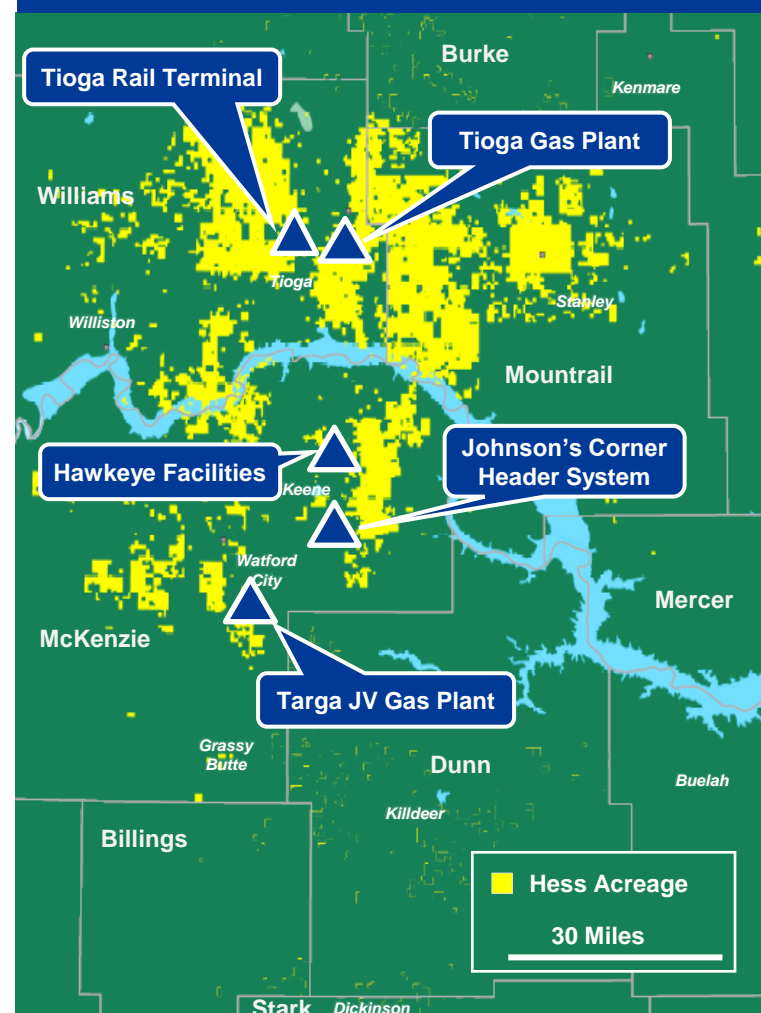 Burke
Tioga Rail Terminal
Kenmare
Tioga Gas Plant
Williams
Tioga
Stanley
Williston
Mountrail
Johnson's Corner
Header System
Hawkeye Facilities
Keene
Watford
City
Mercer
McKenzie
Targa JV Gas Plant
Grassy
Butte
Dunn
Buelah
Killdeer
Billings
Hess Acreage
30 Miles
Stark
Dickinson